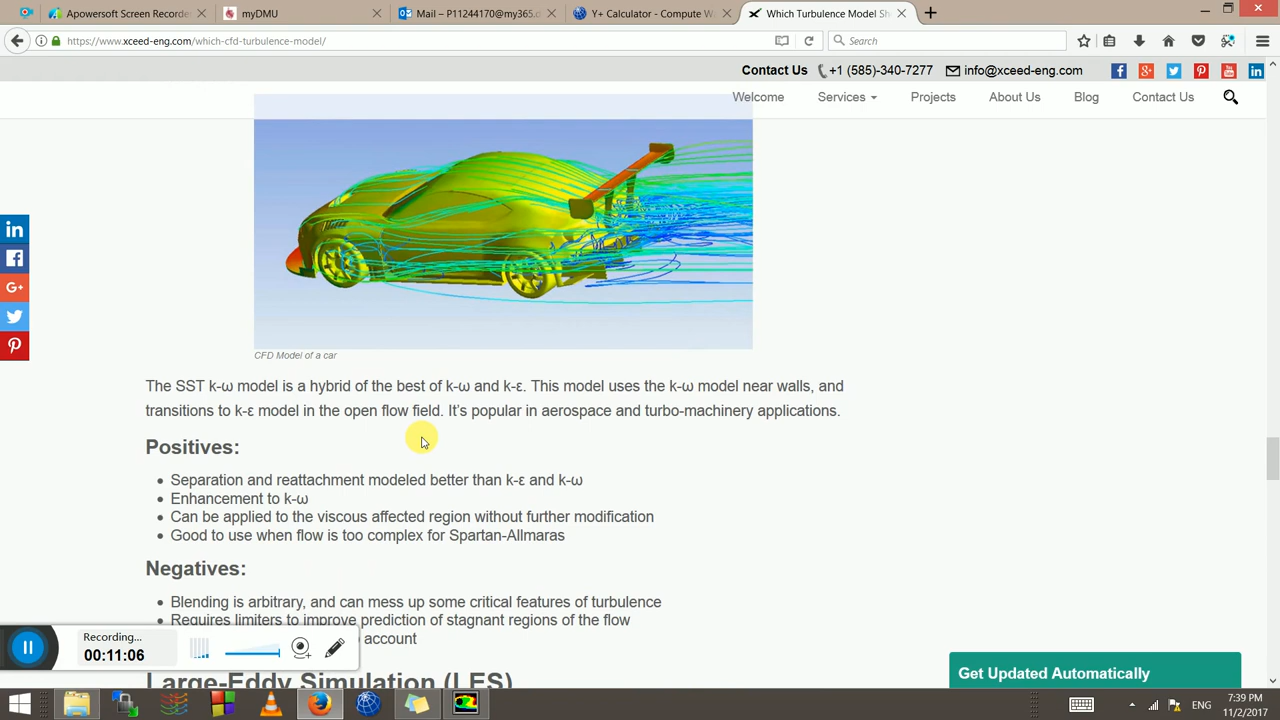 Apowersoft Screen Recorder
myDMU
Mail – P11244170@my365.c
Y+ Calculator - Compute W
Which Turbulence Model Sh
https://www.xceed-eng.com/which-cfd-turbulence-model/
Search
Contact Us +1 (585)-340-7277 info@xceed-eng.com
Welcome Services Projects About Us Blog Contact Us
CFD Model of a car
The SST k-ω model is a hybrid of the best of k-ω and k-ε. This model uses the k-ω model near walls, and
transitions to k-ε model in the open flow field. It's popular in aerospace and turbo-machinery applications.
Positives:
Separation and reattachment modeled better than k-ε and k-ω
Enhancement to k-ω
Can be applied to the viscous affected region without further modification
Good to use when flow is too complex for Spartan-Allmaras
Negatives:
Blending is arbitrary, and can mess up some critical features of turbulence
Requires limiters to improve prediction of stagnant regions of the flow
account
Recording...
00:11:06
Large-Eddy Simulation (LES)
Get Updated Automatically
ENG
7:39 PM
11/2/2017